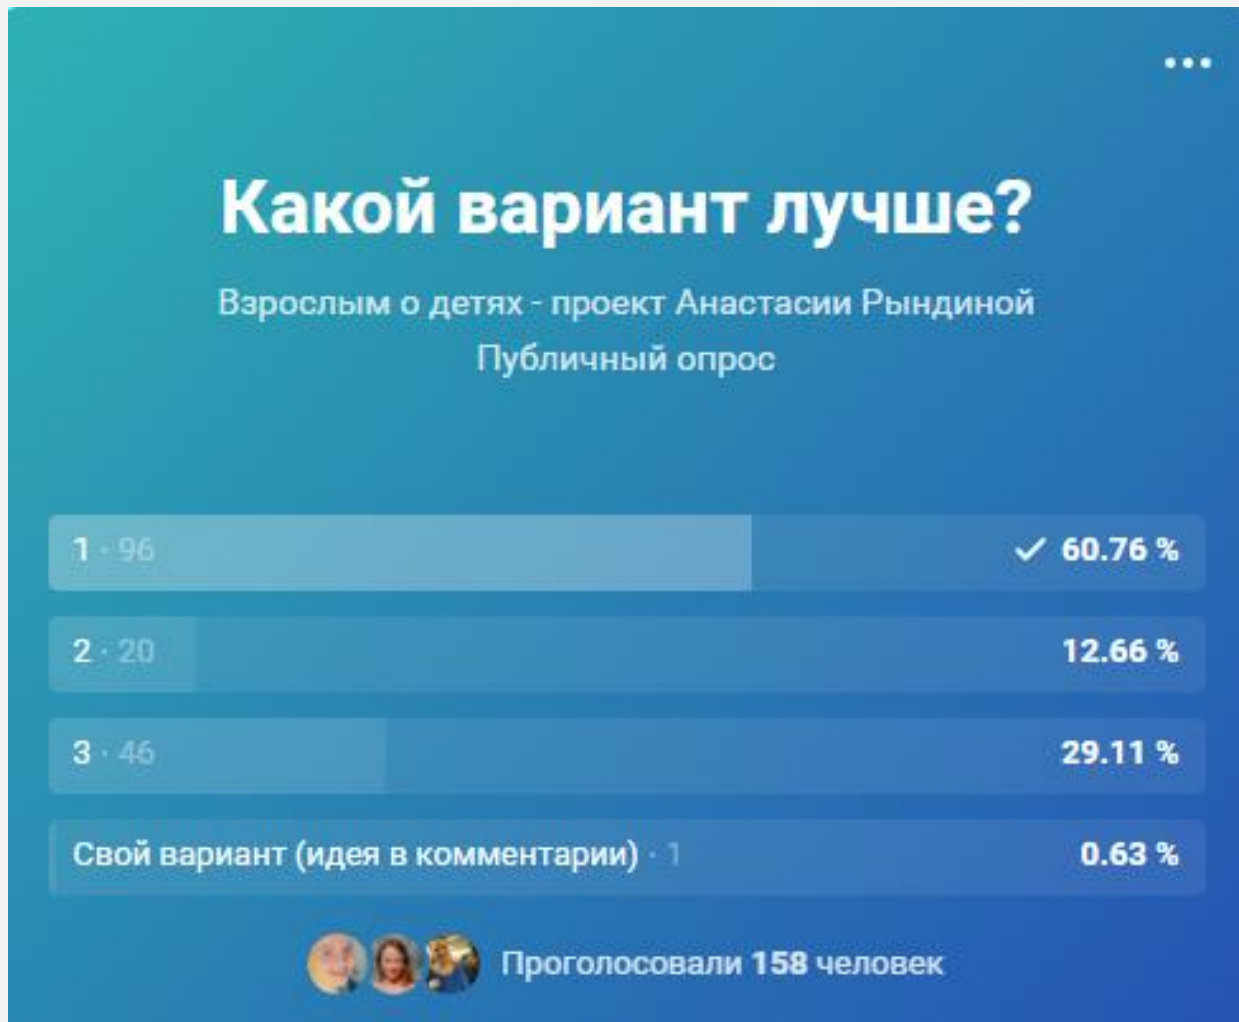 Какой вариант лучше?
Взрослым о детях - проект Анастасии Рындиной
Публичный опрос
1 · 96 60.76 %
2 · 20 12.66 %
3 · 46 29.11 %
Свой вариант (идея в комментарии) · 1 0.63 %
Проголосовали 158 человек